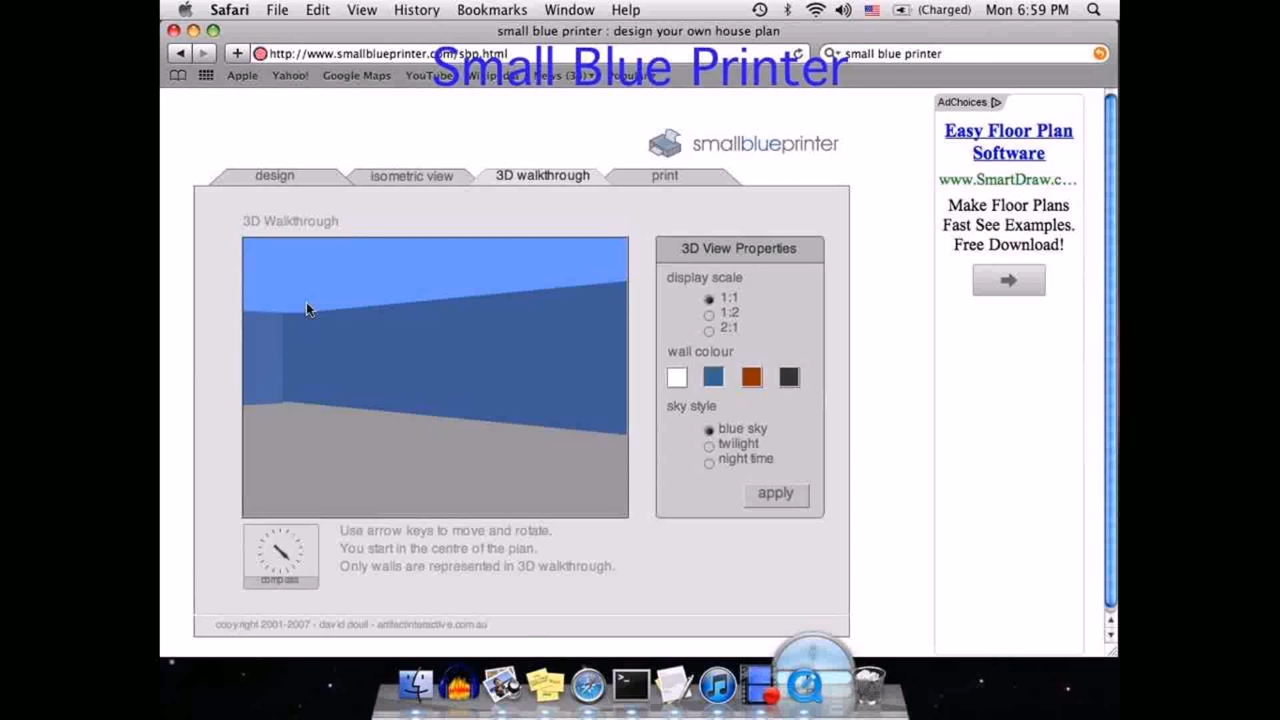 Safari File Edit View History Bookmarks Window Help (Charged) Mon 6:59 PM
small blue printer : design your own house plan
http://www.smallblueprinter.com/sbp.html small blue printer
Small Blue Printer
Apple Yahoo! Google Maps YouTube Wikipedia News Popular
AdChoices
Easy Floor Plan
Software
www.SmartDraw.c...
Make Floor Plans
Fast See Examples.
Free Download!
smallblueprinter
design isometric view 3D walkthrough print
3D Walkthrough
3D View Properties
display scale
1:1
1:2
2:1
wall colour
sky style
blue sky
twilight
night time
apply
compass
Use arrow keys to move and rotate.
You start in the centre of the plan.
Only walls are represented in 3D walkthrough.
copyright 2001-2007 - david doull - artifactinteractive.com.au